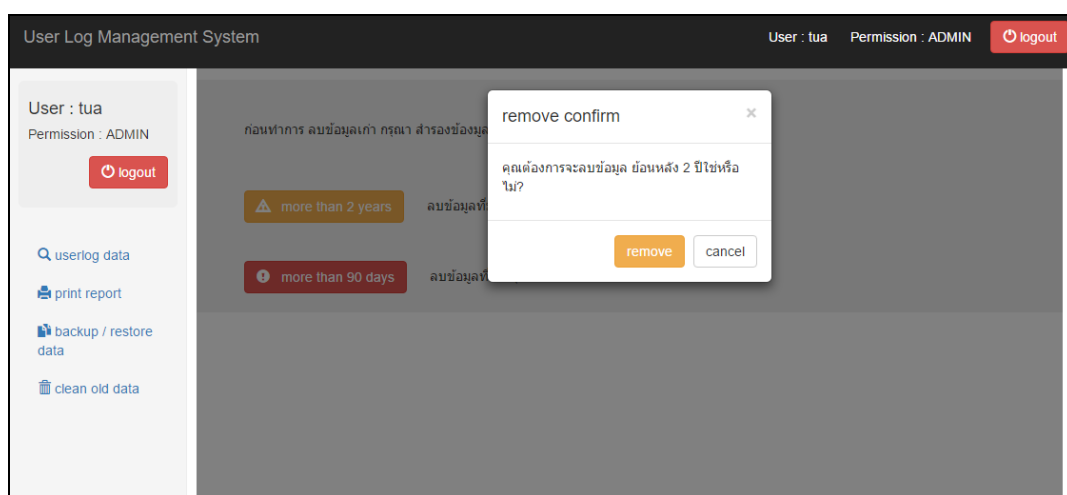 User Log Management System
User : tua
Permission : ADMIN
logout
User : tua
Permission : ADMIN
logout
userlog data
print report
backup / restore
data
clean old data
ก่อนทำการ ลบข้อมูลเก่า กรุณา สำรองข้อมูล
more than 2 years
ลบข้อมูลที่
more than 90 days
ลบข้อมูลที่
remove confirm
×
คุณต้องการจะลบข้อมูล ย้อนหลัง 2 ปีใช่หรือ
ไม่?
remove
cancel